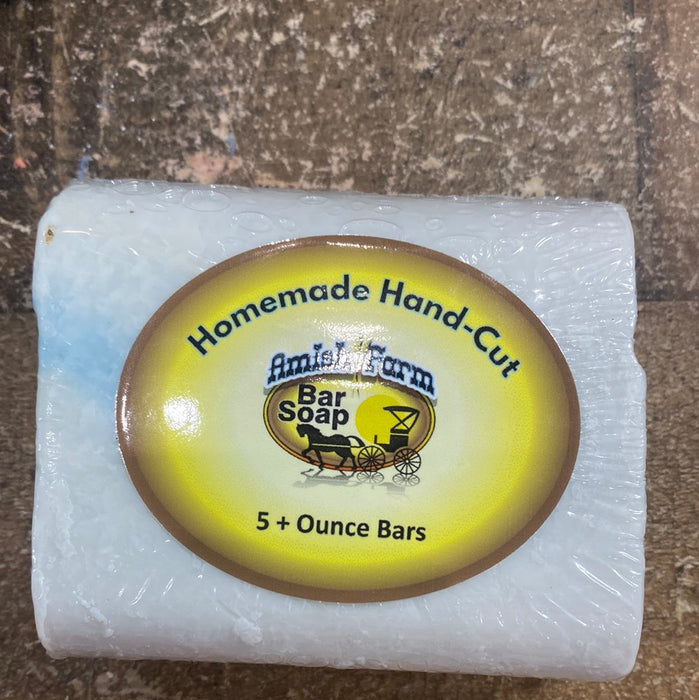 Homemade Hand-Cut
Amish Farm
Bar
Soap
5 + Ounce Bars